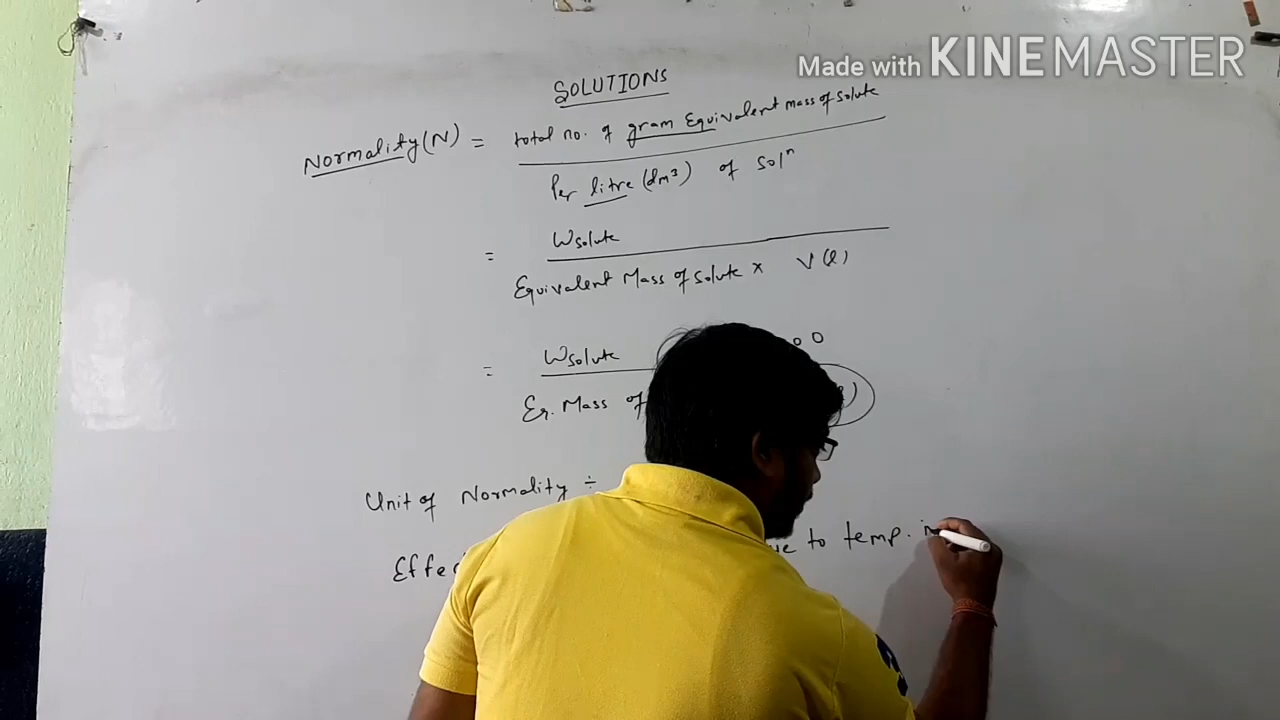 Made with KINEMASTER
SOLUTIONS
Normality (N) = total no. of gram Equivalent mass of solute
Per litre (dm³) of solⁿ
= Wsolute
Equivalent Mass of solute × V(l)
= Wsolute 00
Eq. Mass of
Unit of Normality ÷
to temp.